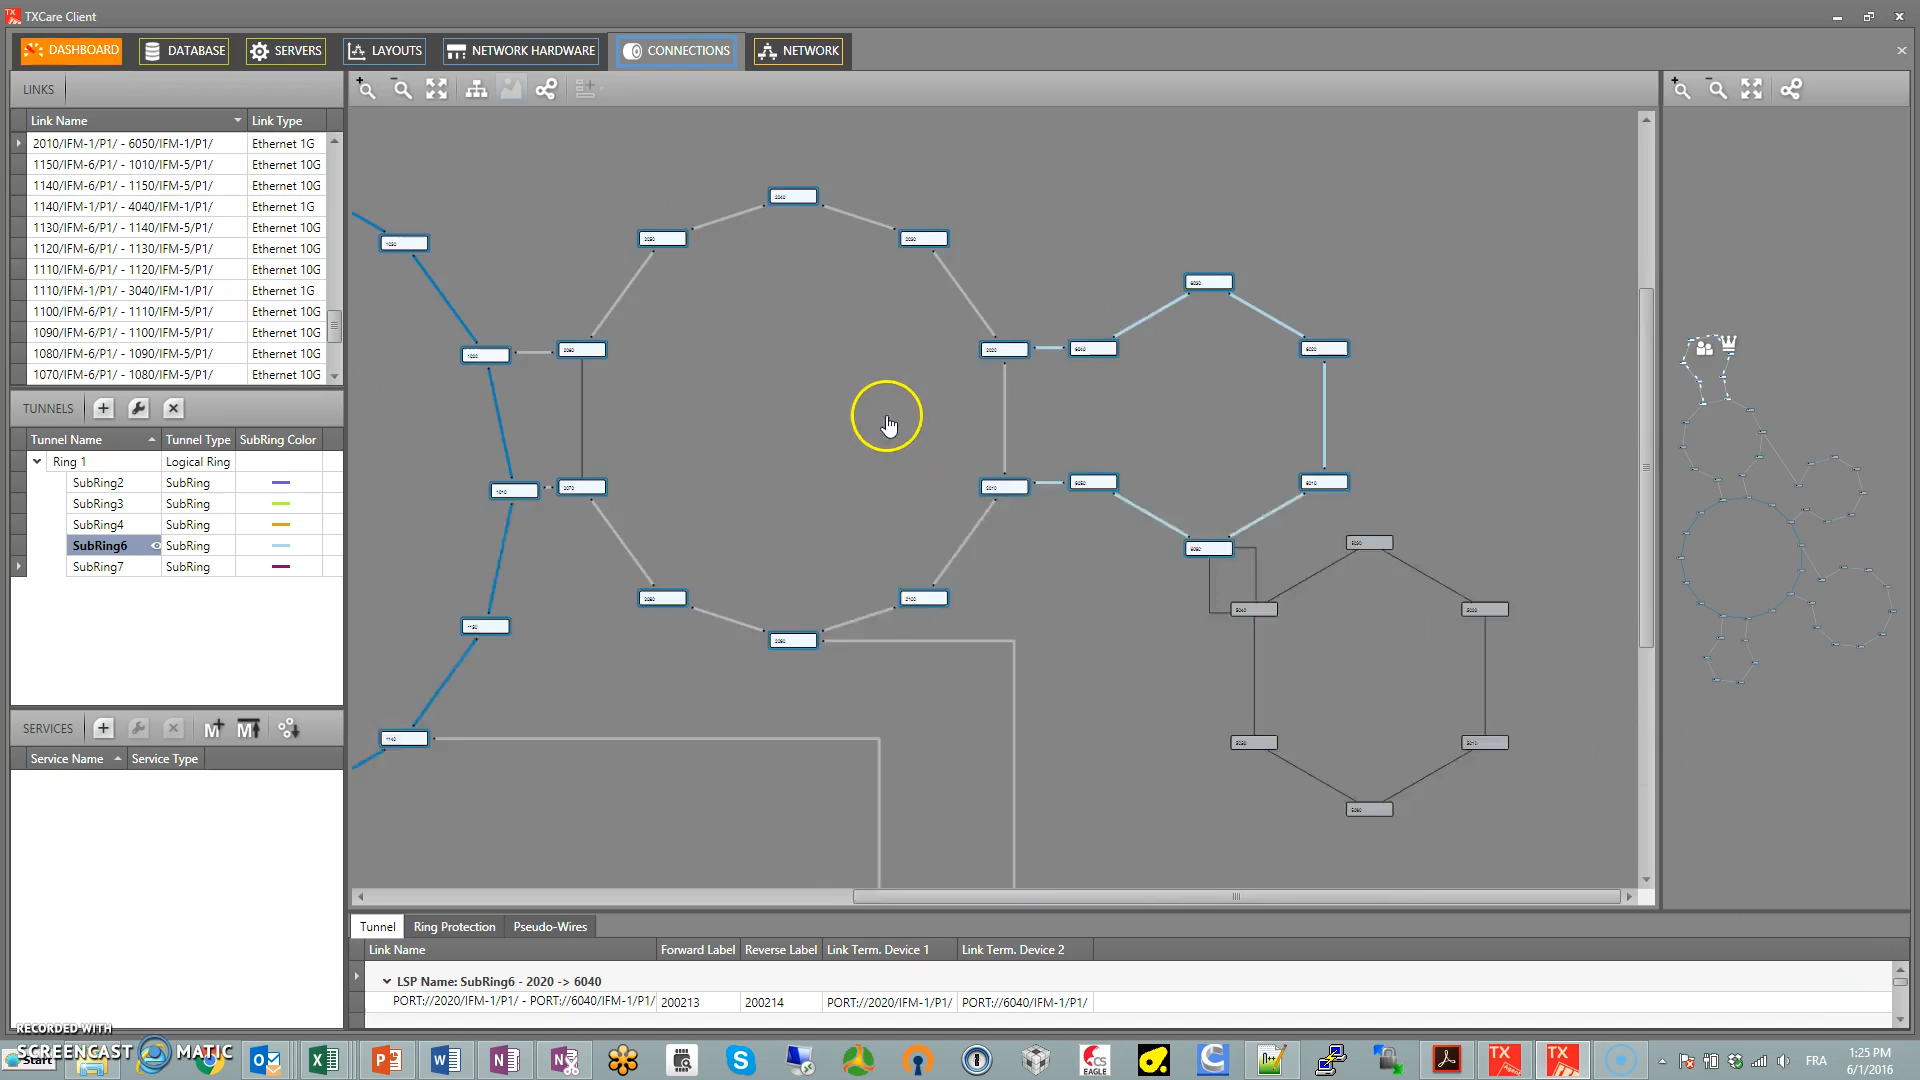 TXCare Client
DASHBOARD
DATABASE
SERVERS
LAYOUTS
NETWORK HARDWARE
CONNECTIONS
NETWORK
LINKS
Link Name Link Type
2010/IFM-1/P1/ - 6050/IFM-1/P1/ Ethernet 1G
1150/IFM-6/P1/ - 1010/IFM-5/P1/ Ethernet 10G
1140/IFM-6/P1/ - 1150/IFM-5/P1/ Ethernet 10G
1140/IFM-1/P1/ - 4040/IFM-1/P1/ Ethernet 1G
1130/IFM-6/P1/ - 1140/IFM-5/P1/ Ethernet 10G
1120/IFM-6/P1/ - 1130/IFM-5/P1/ Ethernet 10G
1110/IFM-6/P1/ - 1120/IFM-5/P1/ Ethernet 10G
1110/IFM-1/P1/ - 3040/IFM-1/P1/ Ethernet 1G
1100/IFM-6/P1/ - 1110/IFM-5/P1/ Ethernet 10G
1090/IFM-6/P1/ - 1100/IFM-5/P1/ Ethernet 10G
1080/IFM-6/P1/ - 1090/IFM-5/P1/ Ethernet 10G
1070/IFM-6/P1/ - 1080/IFM-5/P1/ Ethernet 10G
TUNNELS
Tunnel Name Tunnel Type SubRing Color
Ring 1 Logical Ring
SubRing2 SubRing
SubRing3 SubRing
SubRing4 SubRing
SubRing6 SubRing
SubRing7 SubRing
SERVICES
Service Name Service Type
Tunnel Ring Protection Pseudo-Wires
Link Name Forward Label Reverse Label Link Term. Device 1 Link Term. Device 2
LSP Name: SubRing6 - 2020 -> 6040
PORT://2020/IFM-1/P1/ - PORT://6040/IFM-1/P1/ 200213 200214 PORT://2020/IFM-1/P1/ PORT://6040/IFM-1/P1/
RECORDED WITH
SCREENCAST MATIC
Start
CS
EAGLE
TX
TX
FRA
1:25 PM
6/1/2016